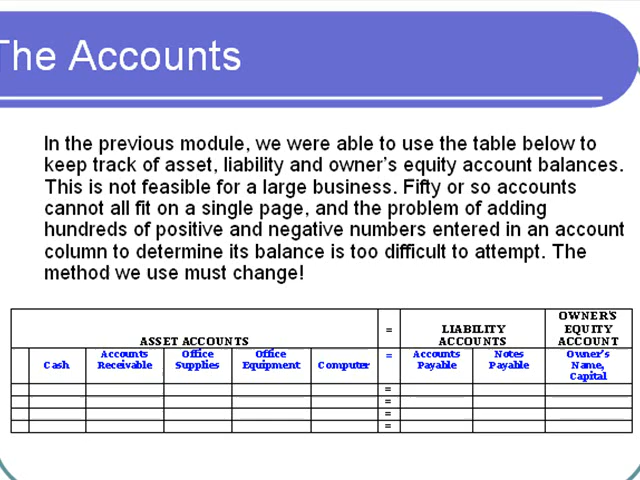 The Accounts
In the previous module, we were able to use the table below to
keep track of asset, liability and owner's equity account balances.
This is not feasible for a large business. Fifty or so accounts
cannot all fit on a single page, and the problem of adding
hundreds of positive and negative numbers entered in an account
column to determine its balance is too difficult to attempt. The
method we use must change!
ASSET ACCOUNTS = LIABILITY ACCOUNTS OWNER'S EQUITY ACCOUNT
Cash Accounts Receivable Office Supplies Office Equipment Computer = Accounts Payable Notes Payable Owner's Name, Capital
=
=
=
=